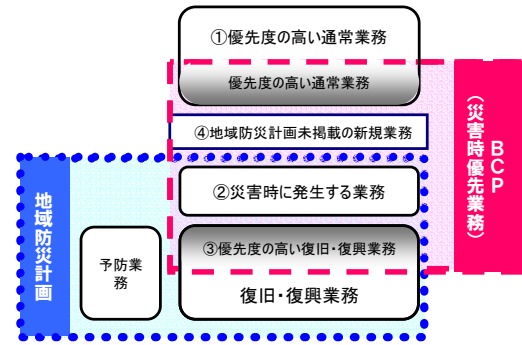 ①優先度の高い通常業務
優先度の高い通常業務
④地域防災計画未掲載の新規業務
②災害時に発生する業務
③優先度の高い復旧・復興業務
復旧・復興業務
予防業
務
地域防災計画
BCP
(災害時優先業務)